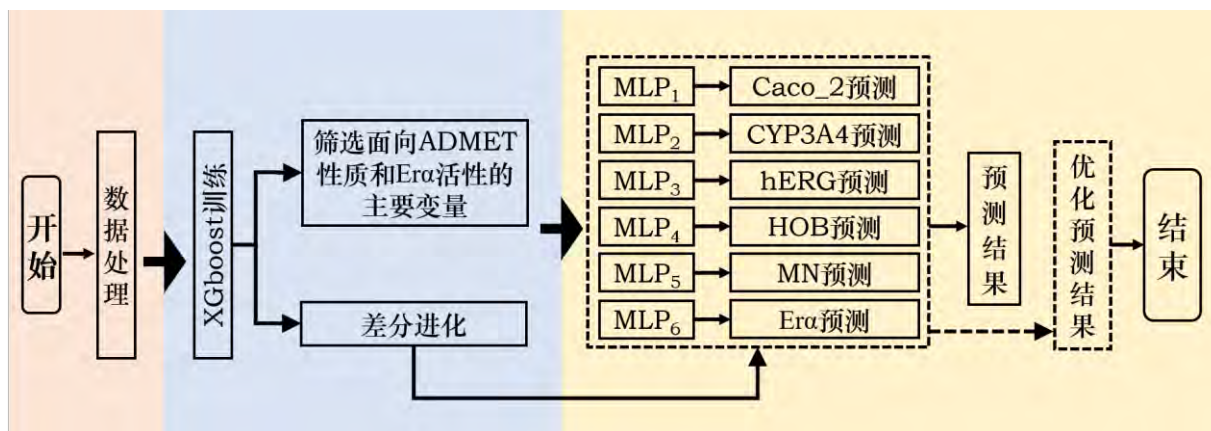 开始
数据处理
XGboost训练
筛选面向ADMET
性质和Erα活性的
主要变量
差分进化
MLP₁
Caco_2预测
MLP₂
CYP3A4预测
MLP₃
hERG预测
MLP₄
HOB预测
MLP₅
MN预测
MLP₆
Erα预测
预测结果
优化预测结果
结束